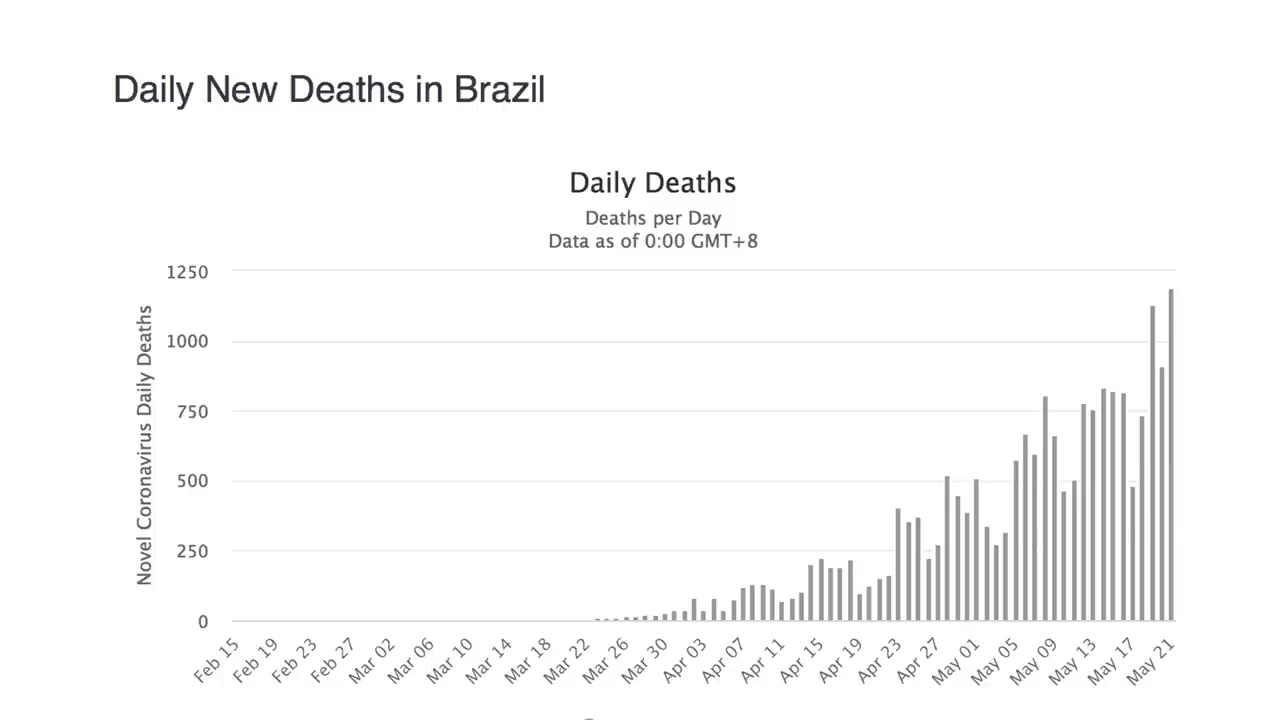 Daily New Deaths in Brazil
Daily Deaths
Deaths per Day
Data as of 0:00 GMT+8
Novel Coronavirus Daily Deaths
1250
1000
750
500
250
0
Feb 15 Feb 19 Feb 23 Feb 27 Mar 02 Mar 06 Mar 10 Mar 14 Mar 18 Mar 22 Mar 26 Mar 30 Apr 03 Apr 07 Apr 11 Apr 15 Apr 19 Apr 23 Apr 27 May 01 May 05 May 09 May 13 May 17 May 21